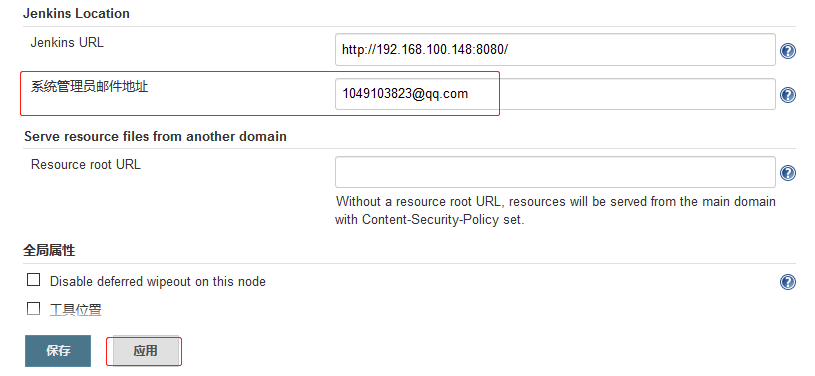 Jenkins Location
Jenkins URL
http://192.168.100.148:8080/
系统管理员邮件地址
1049103823@qq.com
Serve resource files from another domain
Resource root URL
Without a resource root URL, resources will be served from the main domain
with Content-Security-Policy set.
全局属性
Disable deferred wipeout on this node
工具位置
保存
应用